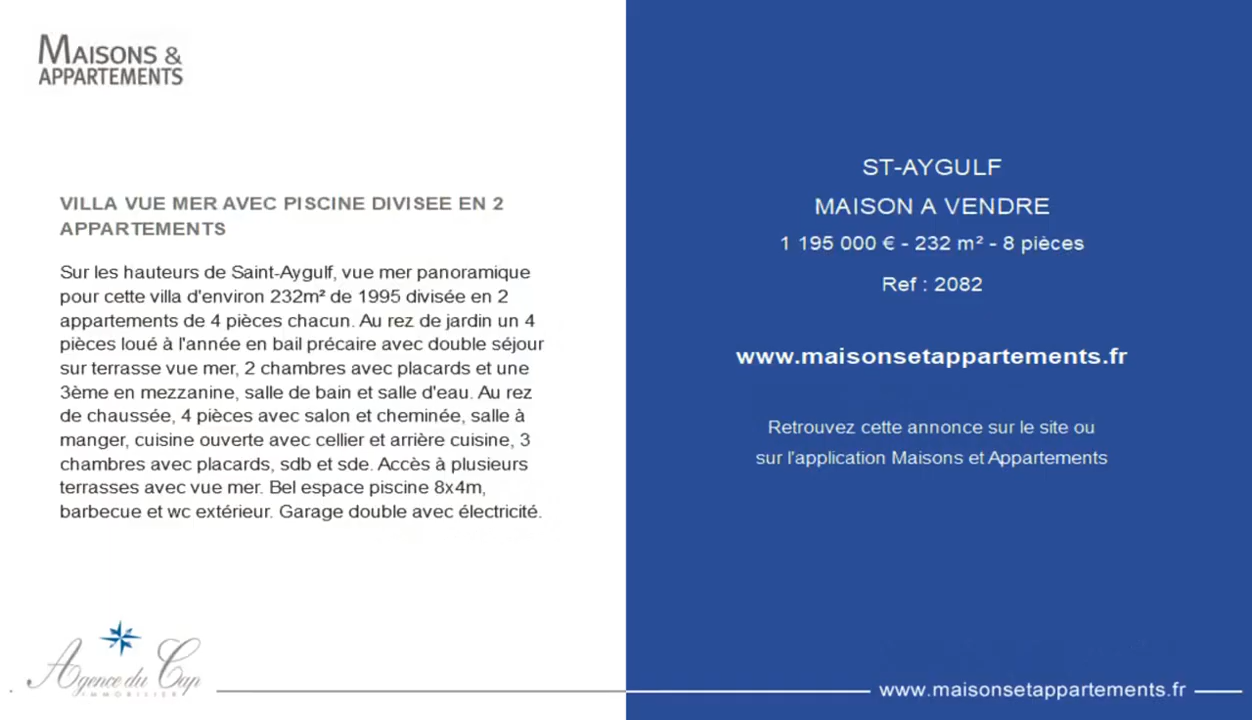 MAISONS &
APPARTEMENTS
VILLA VUE MER AVEC PISCINE DIVISEE EN 2
APPARTEMENTS
Sur les hauteurs de Saint-Aygulf, vue mer panoramique
pour cette villa d'environ 232m² de 1995 divisée en 2
appartements de 4 pièces chacun. Au rez de jardin un 4
pièces loué à l'année en bail précaire avec double séjour
sur terrasse vue mer, 2 chambres avec placards et une
3ème en mezzanine, salle de bain et salle d'eau. Au rez
de chaussée, 4 pièces avec salon et cheminée, salle à
manger, cuisine ouverte avec cellier et arrière cuisine, 3
chambres avec placards, sdb et sde. Accès à plusieurs
terrasses avec vue mer. Bel espace piscine 8x4m,
barbecue et wc extérieur. Garage double avec électricité.
Agence du Cap
IMMOBILIER
ST-AYGULF
MAISON A VENDRE
1 195 000 € - 232 m² - 8 pièces
Ref : 2082
www.maisonsetappartements.fr
Retrouvez cette annonce sur le site ou
sur l'application Maisons et Appartements
www.maisonsetappartements.fr